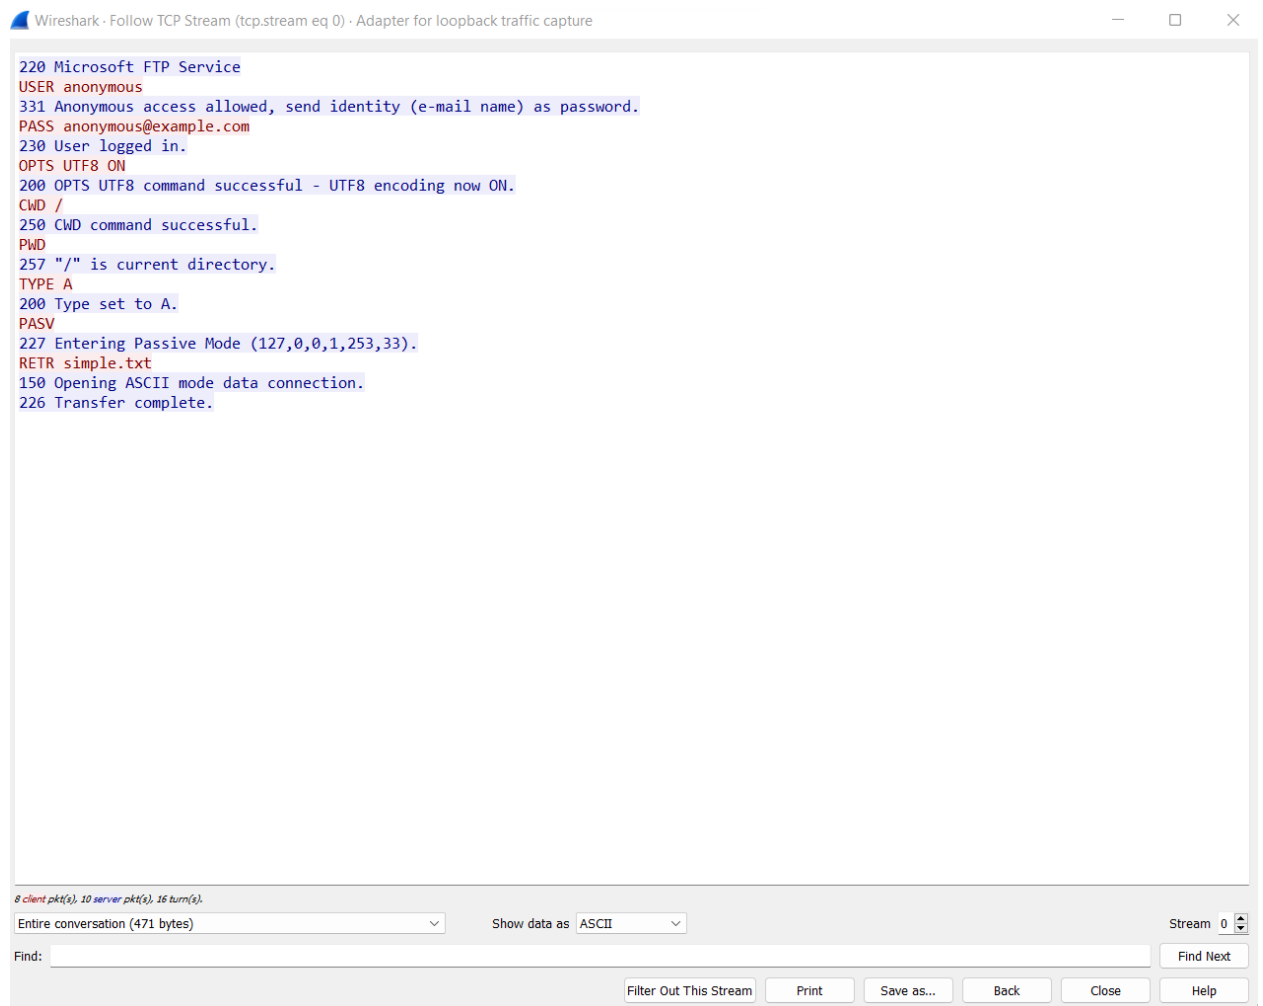 Wireshark · Follow TCP Stream (tcp.stream eq 0) · Adapter for loopback traffic capture
220 Microsoft FTP Service
USER anonymous
331 Anonymous access allowed, send identity (e-mail name) as password.
PASS anonymous@example.com
230 User logged in.
OPTS UTF8 ON
200 OPTS UTF8 command successful - UTF8 encoding now ON.
CWD /
250 CWD command successful.
PWD
257 "/" is current directory.
TYPE A
200 Type set to A.
PASV
227 Entering Passive Mode (127,0,0,1,253,33).
RETR simple.txt
150 Opening ASCII mode data connection.
226 Transfer complete.
8 client pkt(s), 10 server pkt(s), 16 turn(s).
Entire conversation (471 bytes) Show data as ASCII Stream 0
Find: Find Next
Filter Out This Stream Print Save as... Back Close Help